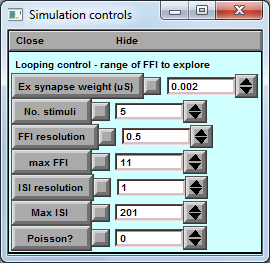 Simulation controls
Close Hide
Looping control - range of FFI to explore
Ex synapse weight (uS) 0.002
No. stimuli 5
FFI resolution 0.5
max FFI 11
ISI resolution 1
Max ISI 201
Poisson? 0